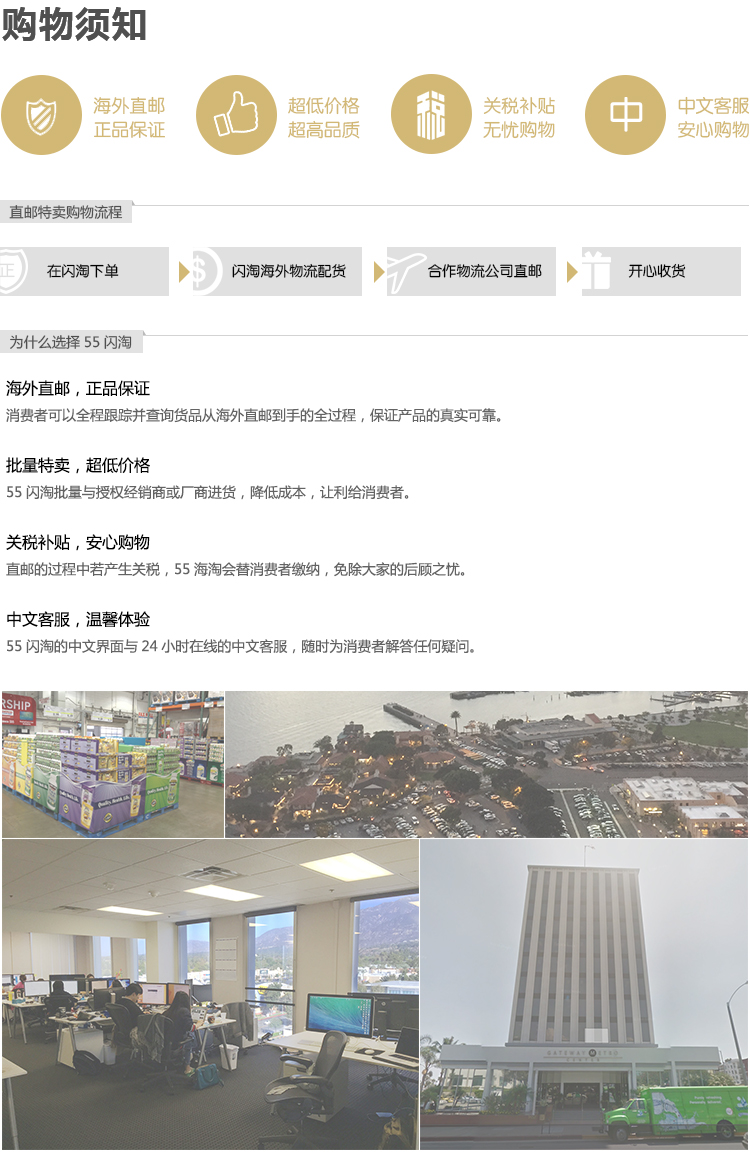 购物须知
海外直邮
正品保证
超低价格
超高品质
关税补贴
无忧购物
中文客服
安心购物
中
直邮特卖购物流程
正
在闪淘下单
$
闪淘海外物流配货
合作物流公司直邮
开心收货
为什么选择 55 闪淘
海外直邮，正品保证
消费者可以全程跟踪并查询货品从海外直邮到手的全过程，保证产品的真实可靠。
批量特卖，超低价格
55 闪淘批量与授权经销商或厂商进货，降低成本，让利给消费者。
关税补贴，安心购物
直邮的过程中若产生关税，55 海淘会替消费者缴纳，免除大家的后顾之忧。
中文客服，温馨体验
55 闪淘的中文界面与 24 小时在线的中文客服，随时为消费者解答任何疑问。
RSHIP
GATEWAY METRO
CENTER